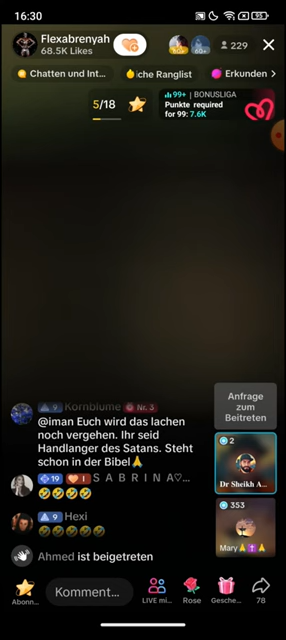 16:30
95
Flexabrenyah
68.5K Likes
60+
229
Chatten und Int...
iche Ranglist
Erkunden
5/18
99+ | BONUSLIGA
Punkte required
for 99: 7.6K
9 Kornblume Nr. 3
@iman Euch wird das lachen
noch vergehen. Ihr seid
Handlanger des Satans. Steht
schon in der Bibel🙏
19 I S A B R I N A ♡...
🤣🤣🤣🤣
9 Hexi
🤣🤣🤣🤣🤣
Ahmed ist beigetreten
Anfrage
zum
Beitreten
2
Dr Sheikh A...
353
Mary🙏✝️🙏
Abonn...
Komment...
LIVE mi...
Rose
Gesche...
78